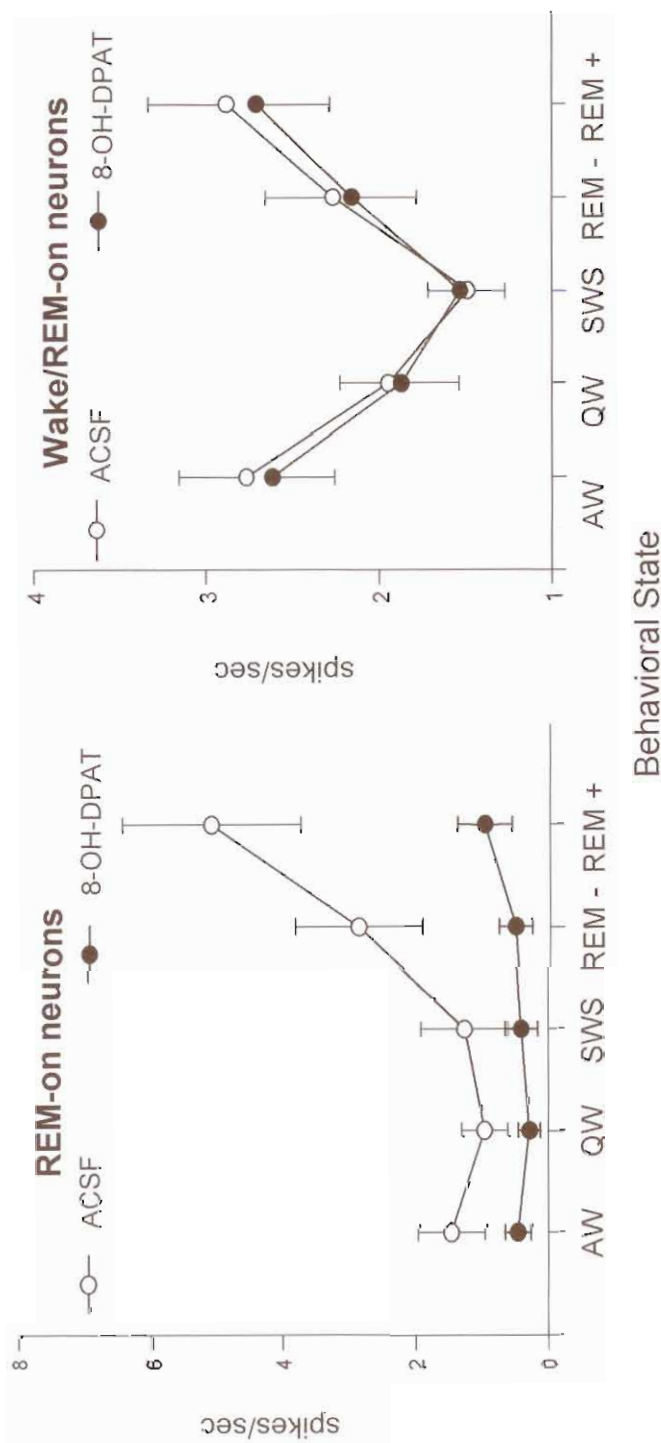 REM-on neurons
ACSF
8-OH-DPAT
spikes/sec
8
6
4
2
0
AW
QW
SWS
REM -
REM +
Wake/REM-on neurons
ACSF
8-OH-DPAT
spikes/sec
4
3
2
1
AW
QW
SWS
REM -
REM +
Behavioral State